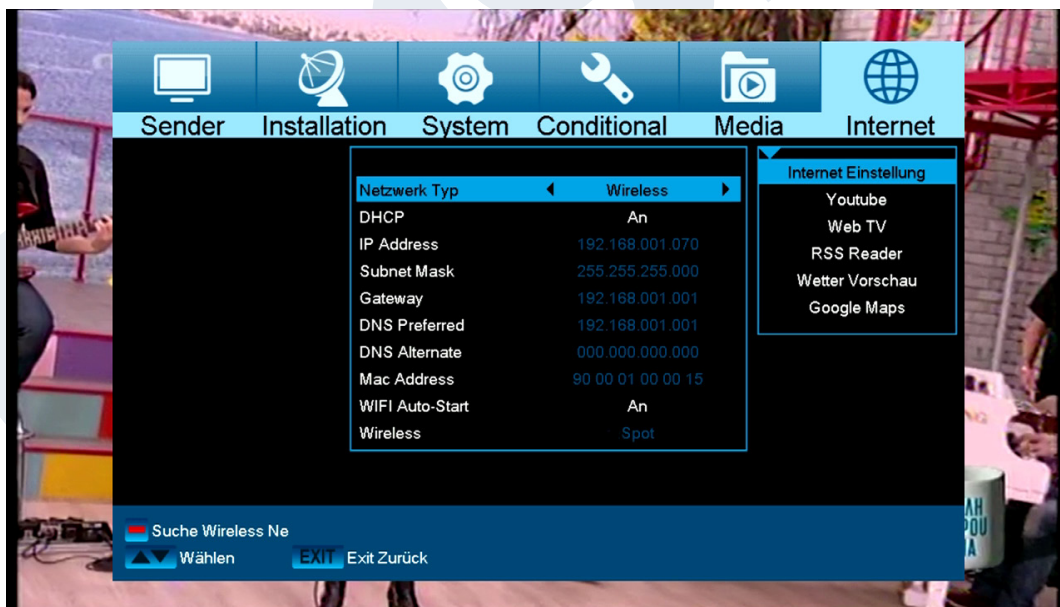 Sender Installation System Conditional Media Internet
Netzwerk Typ Wireless
DHCP An
IP Address 192.168.001.070
Subnet Mask 255.255.255.000
Gateway 192.168.001.001
DNS Preferred 192.168.001.001
DNS Alternate 000.000.000.000
Mac Address 90 00 01 00 00 15
WIFI Auto-Start An
Wireless Spot
Internet Einstellung
Youtube
Web TV
RSS Reader
Wetter Vorschau
Google Maps
Suche Wireless Ne
Wählen EXIT Exit Zurück